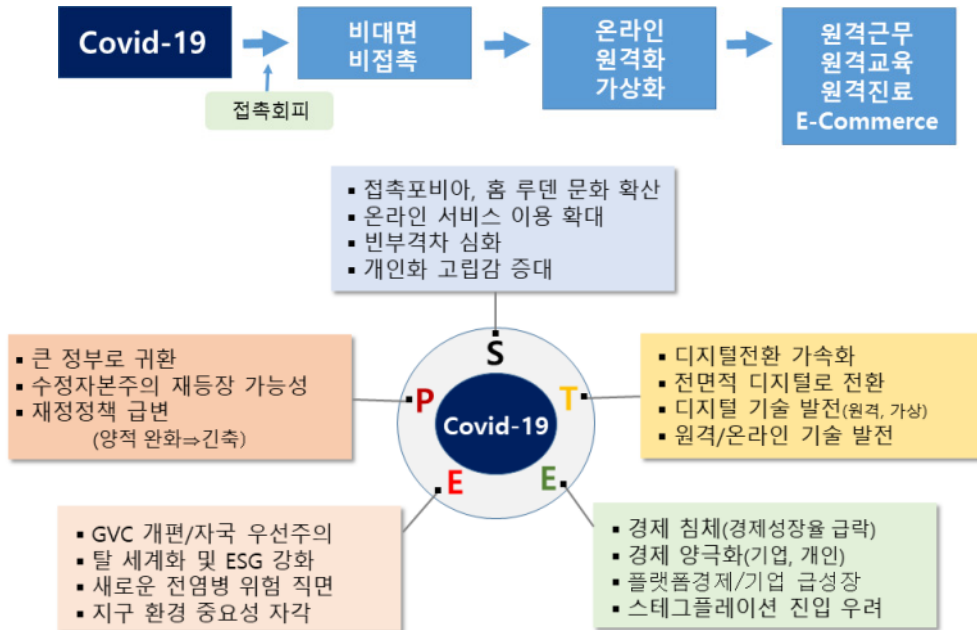 Covid-19
비대면
비접촉
온라인
원격화
가상화
원격근무
원격교육
원격진료
E-Commerce
접촉회피
▪ 접촉포비아, 홈 루덴 문화 확산
▪ 온라인 서비스 이용 확대
▪ 빈부격차 심화
▪ 개인화 고립감 증대
▪ 큰 정부로 귀환
▪ 수정자본주의 재등장 가능성
▪ 재정정책 급변
(양적 완화⇒긴축)
S
P
T
Covid-19
E
E
▪ 디지털전환 가속화
▪ 전면적 디지털로 전환
▪ 디지털 기술 발전(원격, 가상)
▪ 원격/온라인 기술 발전
▪ GVC 개편/자국 우선주의
▪ 탈 세계화 및 ESG 강화
▪ 새로운 전염병 위험 직면
▪ 지구 환경 중요성 자각
▪ 경제 침체(경제성장율 급락)
▪ 경제 양극화(기업, 개인)
▪ 플랫폼경제/기업 급성장
▪ 스테그플레이션 진입 우려